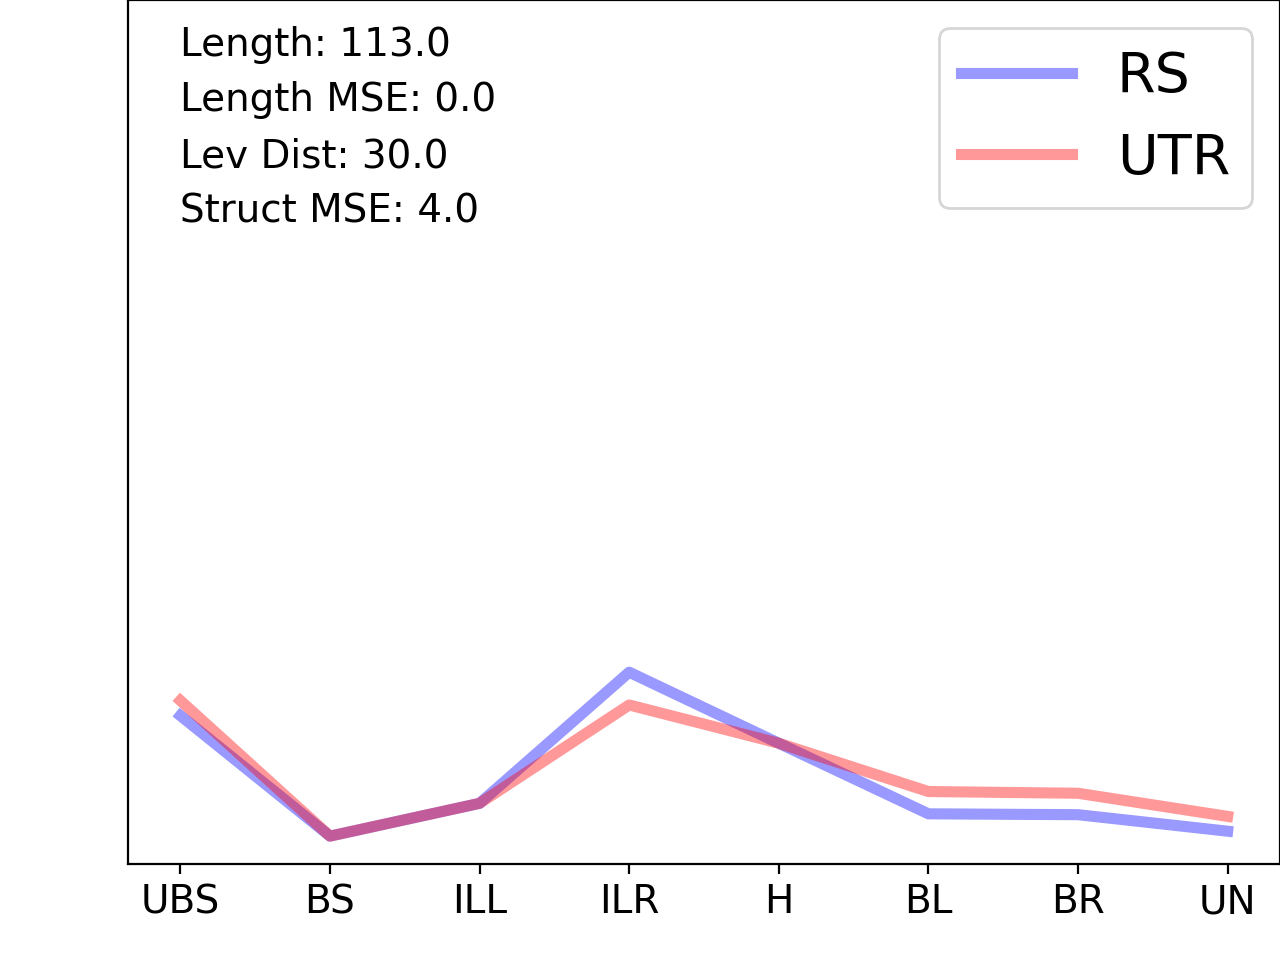 Length: 113.0
Length MSE: 0.0
Lev Dist: 30.0
Struct MSE: 4.0
RS
UTR
UBS BS ILL ILR H BL BR UN